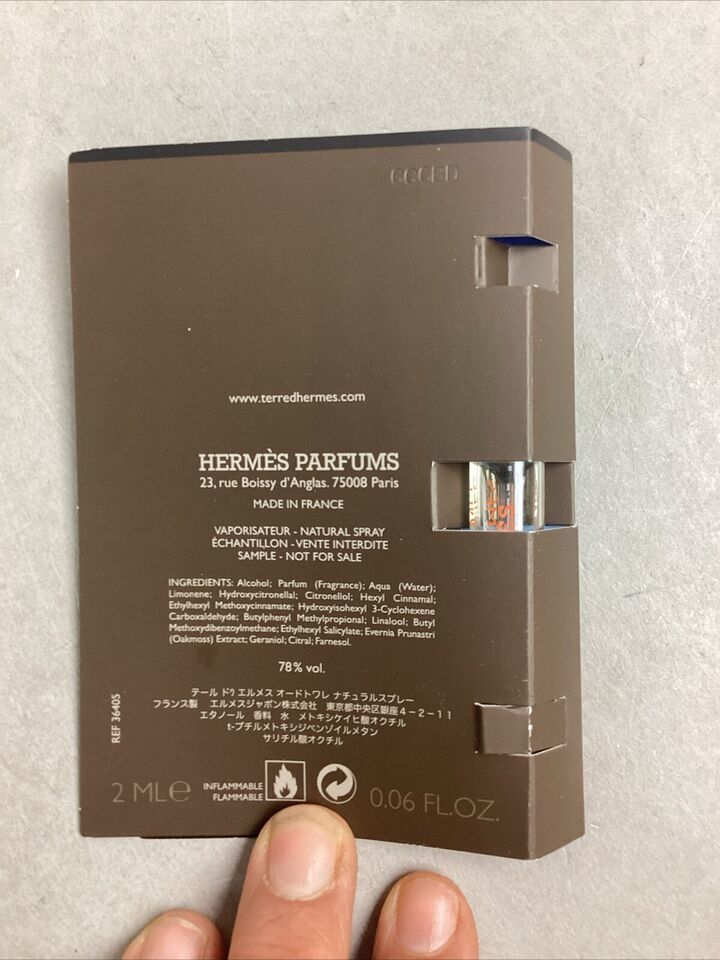 www.terredhermes.com
HERMÈS PARFUMS
23, rue Boissy d'Anglas. 75008 Paris
MADE IN FRANCE
VAPORISATEUR - NATURAL SPRAY
ÉCHANTILLON - VENTE INTERDITE
SAMPLE - NOT FOR SALE
INGREDIENTS: Alcohol; Parfum (Fragrance); Aqua (Water);
Limonene; Hydroxycitronellal; Citronellol; Hexyl Cinnamal;
Ethylhexyl Methoxycinnamate; Hydroxyisohexyl 3-Cyclohexene
Carboxaldehyde; Butylphenyl Methylpropional; Linalool; Butyl
Methoxydibenzoylmethane; Ethylhexyl Salicylate; Evernia Prunastri
(Oakmoss) Extract; Geraniol; Citral; Farnesol.
78% vol.
テール ドウ エルメス オードトワレ ナチュラルスプレー
フランス製 エルメスジャポン株式会社 東京都中央区銀座4-2-11
エタノール 香料 水 メトキシケイヒ酸オクチル
t-ブチルメトキシジベンゾイルメタン
サリチル酸オクチル
REF 36405
2 MLe
INFLAMMABLE
FLAMMABLE
0.06 FL.OZ.